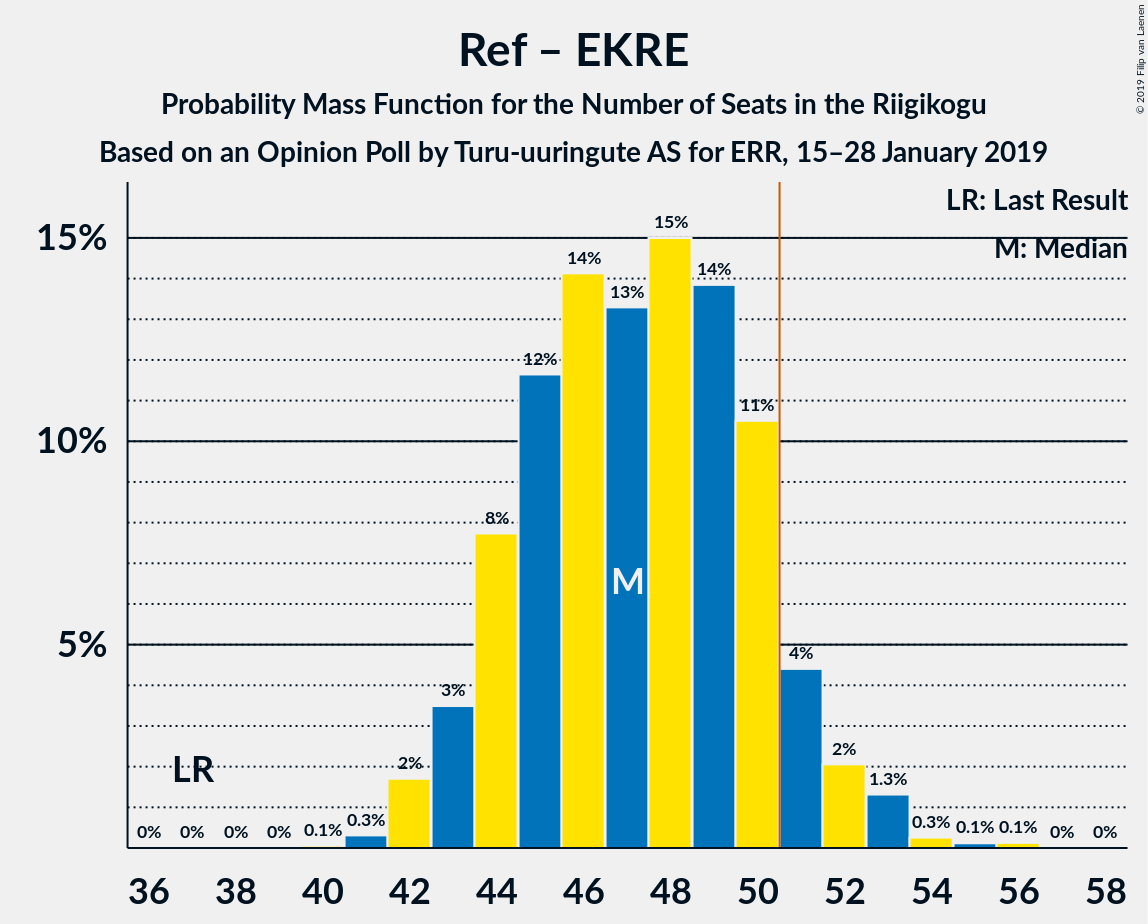 Ref – EKRE
Probability Mass Function for the Number of Seats in the Riigikogu
Based on an Opinion Poll by Turu-uuringute AS for ERR, 15–28 January 2019
© 2019 Filip van Laenen
LR: Last Result
M: Median
15%
10%
5%
0%
0%
0%
0%
0.1%
0.3%
2%
3%
8%
12%
14%
13%
15%
14%
11%
4%
2%
1.3%
0.3%
0.1%
0.1%
0%
0%
LR
M
36 38 40 42 44 46 48 50 52 54 56 58